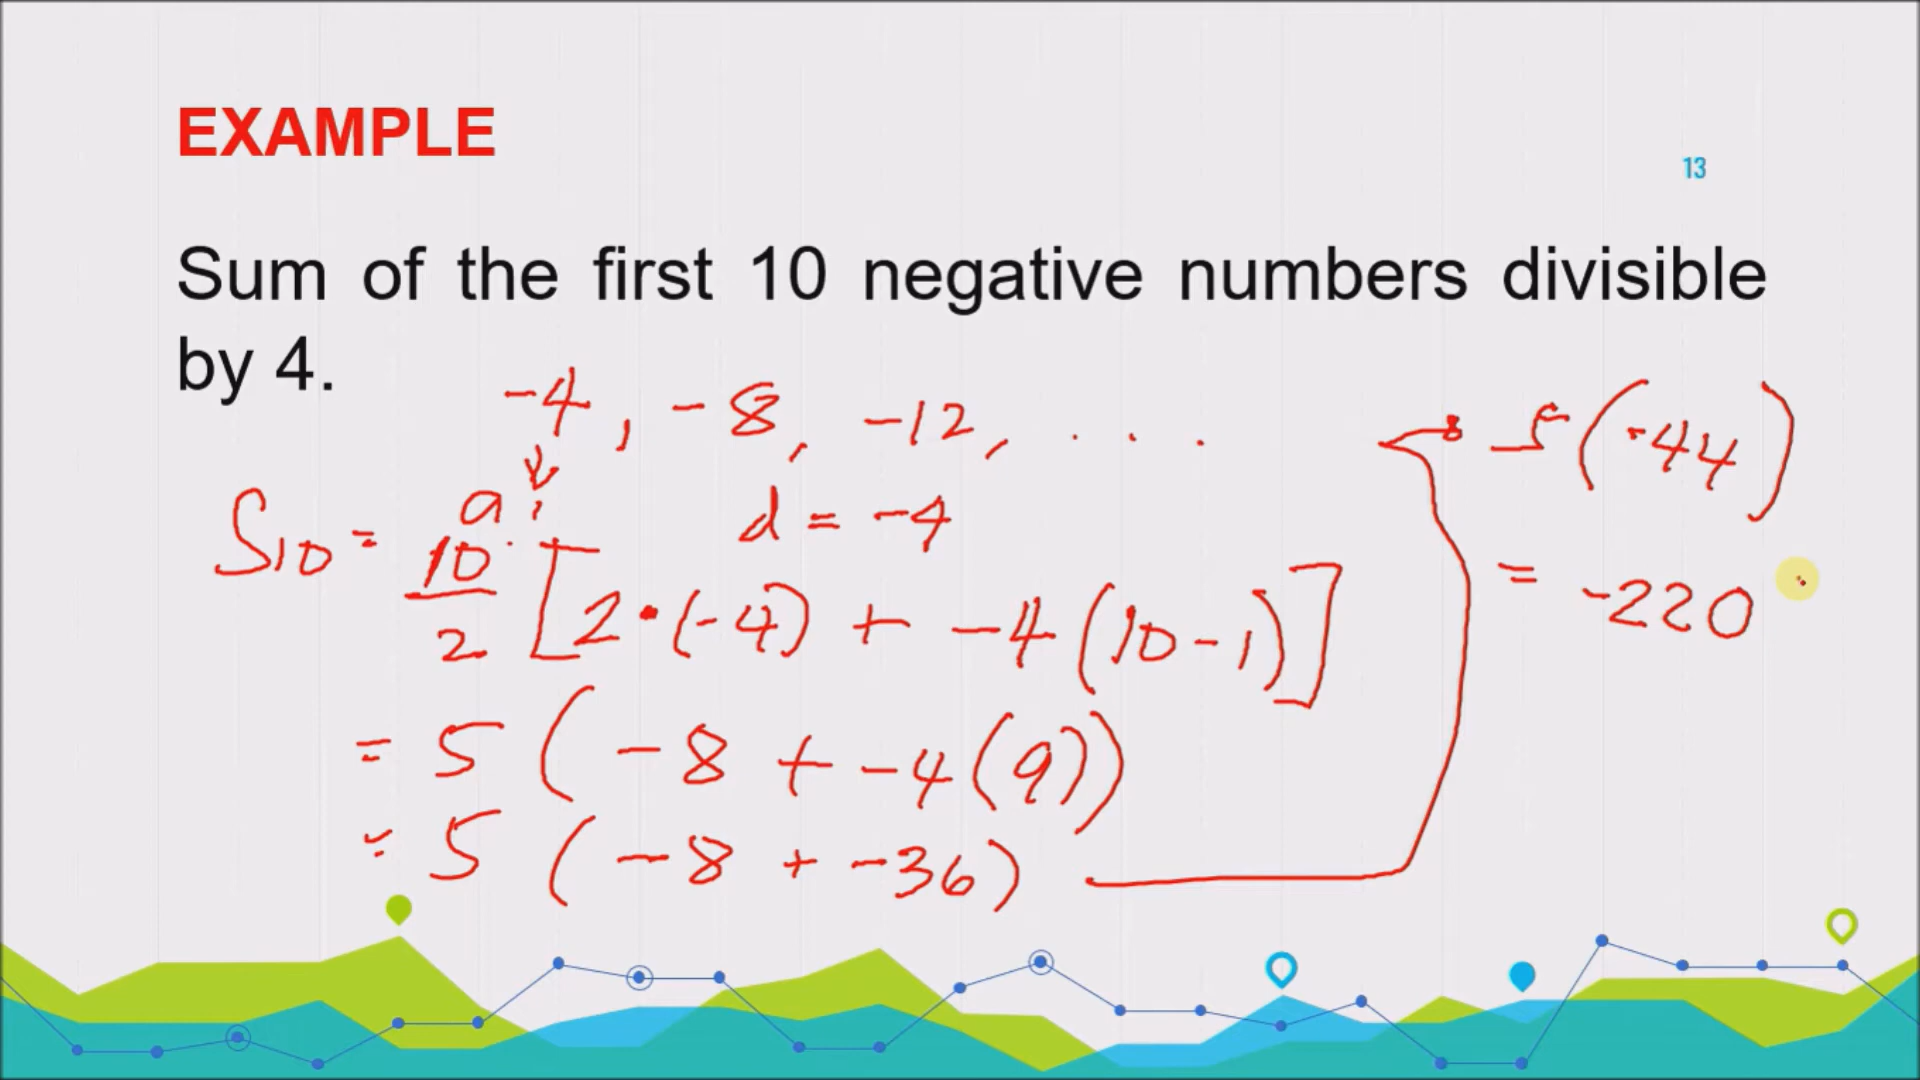 EXAMPLE
13
Sum of the first 10 negative numbers divisible
by 4.
-4, -8, -12, ...
a1
d = -4
S10 = 10/2 [2·(-4) + -4(10-1)]
= 5(-8 + -4(9))
= 5(-8 + -36)
5(-44)
= -220